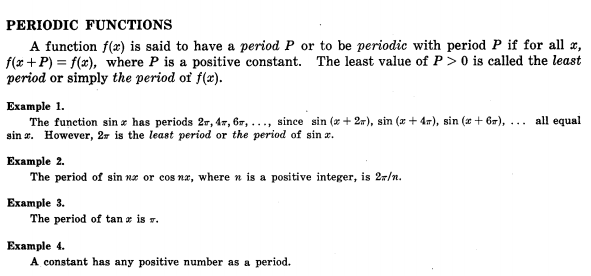 PERIODIC FUNCTIONS
A function f(x) is said to have a period P or to be periodic with period P if for all x,
f(x + P) = f(x), where P is a positive constant. The least value of P > 0 is called the least
period or simply the period of f(x).
Example 1.
The function sin x has periods 2π, 4π, 6π, . . ., since sin (x + 2π), sin (x + 4π), sin (x + 6π), . . . all equal
sin x. However, 2π is the least period or the period of sin x.
Example 2.
The period of sin nx or cos nx, where n is a positive integer, is 2π/n.
Example 3.
The period of tan x is π.
Example 4.
A constant has any positive number as a period.